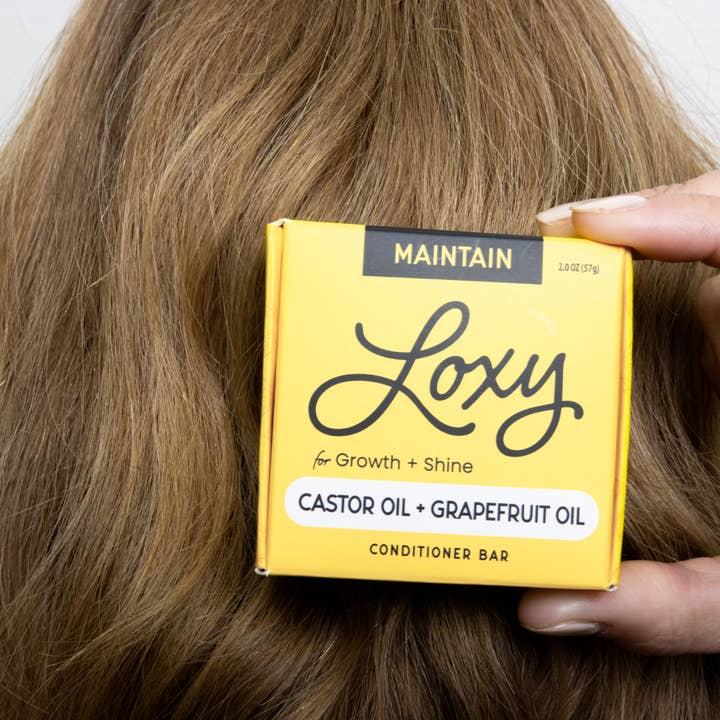 MAINTAIN
2.0 OZ (57g)
Loxy
for Growth + Shine
CASTOR OIL + GRAPEFRUIT OIL
CONDITIONER BAR